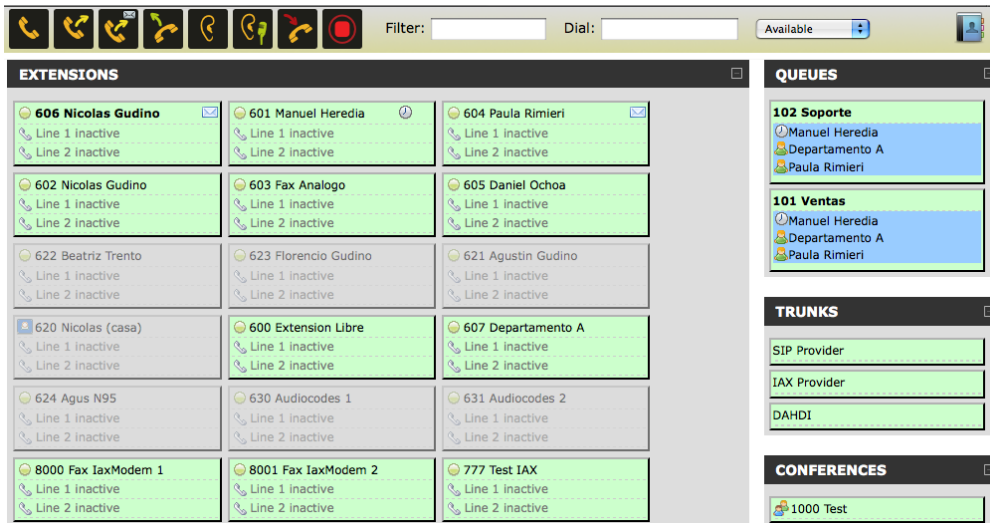 Filter:
Dial:
Available
EXTENSIONS
606 Nicolas Gudino
Line 1 inactive
Line 2 inactive
601 Manuel Heredia
Line 1 inactive
Line 2 inactive
604 Paula Rimieri
Line 1 inactive
Line 2 inactive
602 Nicolas Gudino
Line 1 inactive
Line 2 inactive
603 Fax Analogo
Line 1 inactive
Line 2 inactive
605 Daniel Ochoa
Line 1 inactive
Line 2 inactive
622 Beatriz Trento
Line 1 inactive
Line 2 inactive
623 Florencio Gudino
Line 1 inactive
Line 2 inactive
621 Agustin Gudino
Line 1 inactive
Line 2 inactive
620 Nicolas (casa)
Line 1 inactive
Line 2 inactive
600 Extension Libre
Line 1 inactive
Line 2 inactive
607 Departamento A
Line 1 inactive
Line 2 inactive
624 Agus N95
Line 1 inactive
Line 2 inactive
630 Audiocodes 1
Line 1 inactive
Line 2 inactive
631 Audiocodes 2
Line 1 inactive
Line 2 inactive
8000 Fax IaxModem 1
Line 1 inactive
Line 2 inactive
8001 Fax IaxModem 2
Line 1 inactive
Line 2 inactive
777 Test IAX
Line 1 inactive
Line 2 inactive
QUEUES
102 Soporte
Manuel Heredia
Departamento A
Paula Rimieri
101 Ventas
Manuel Heredia
Departamento A
Paula Rimieri
TRUNKS
SIP Provider
IAX Provider
DAHDI
CONFERENCES
1000 Test